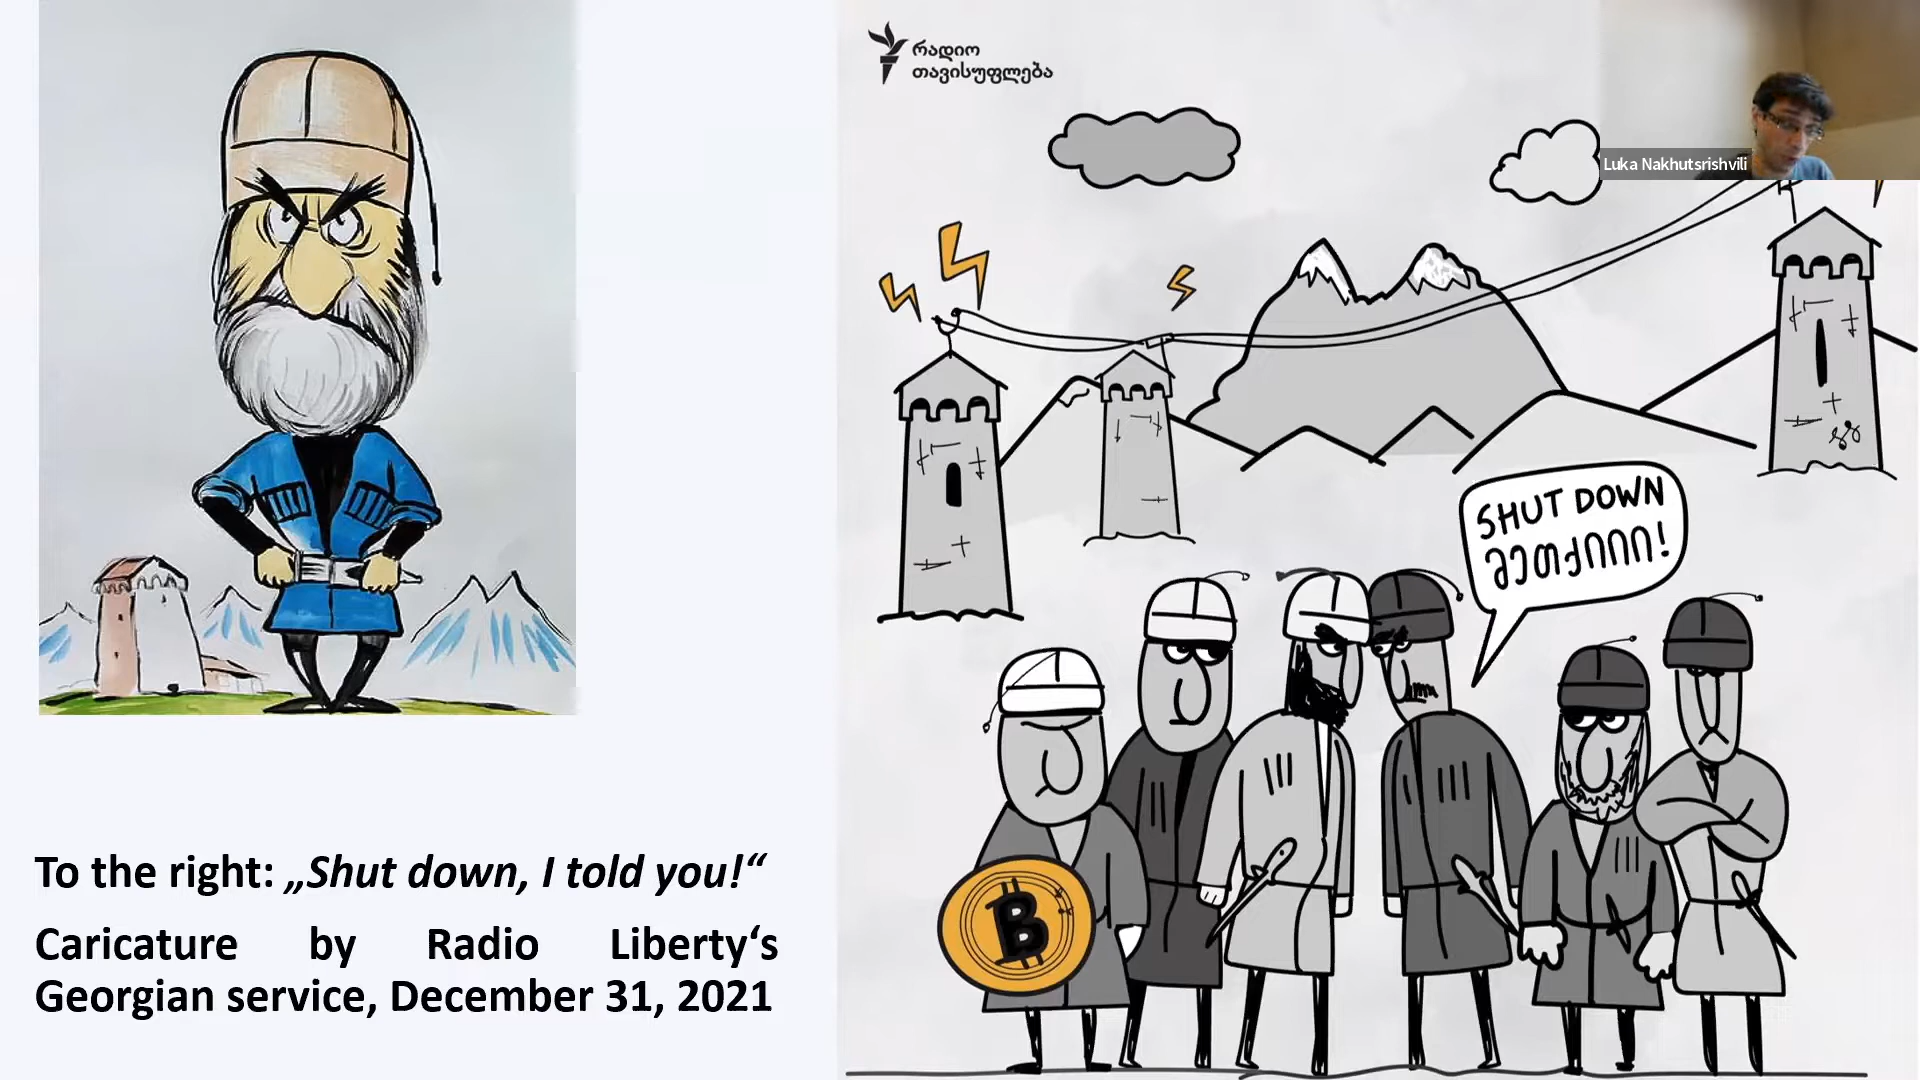 To the right: „Shut down, I told you!“
Caricature by Radio Liberty‘s
Georgian service, December 31, 2021
რადიო
თავისუფლება
Luka Nakhutsrishvili
SHUT DOWN
მეთქიიი!
B